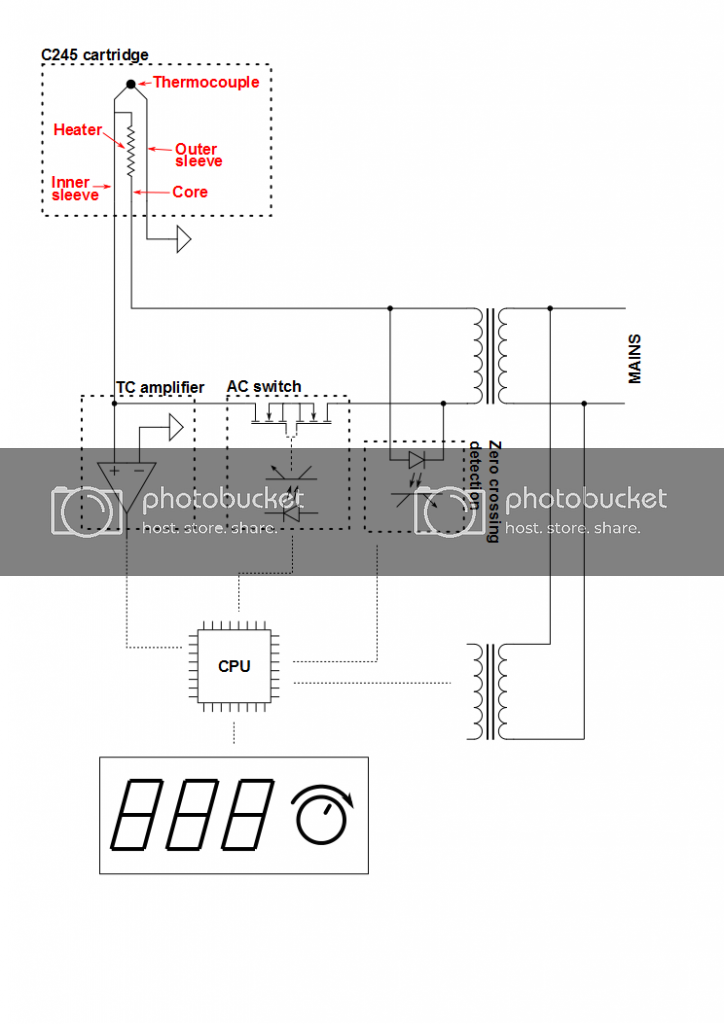 C245 cartridge
Thermocouple
Heater
Outer
sleeve
Inner
sleeve
Core
MAINS
TC amplifier
AC switch
+ −
Zero crossing
detection
photobucket
host. store. share.
photobucket
host. store. share.
CPU
888